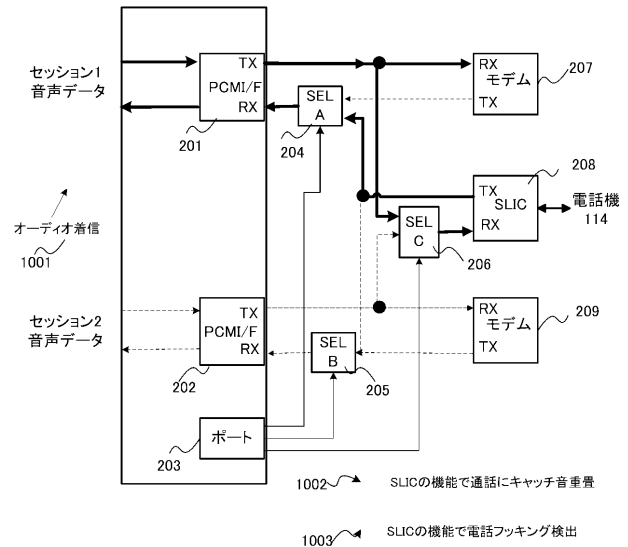 セッション1
音声データ
TX
PCMI/F
RX
201
SEL
A
204
RX
モデム
TX
207
208
TX
SLIC
RX
電話機
114
オーディオ着信
1001
SEL
C
206
セッション2
音声データ
TX
PCMI/F
RX
202
SEL
B
205
RX
モデム
TX
209
ポート
203
1002
SLICの機能で通話にキャッチ音重畳
1003
SLICの機能で電話フッキング検出